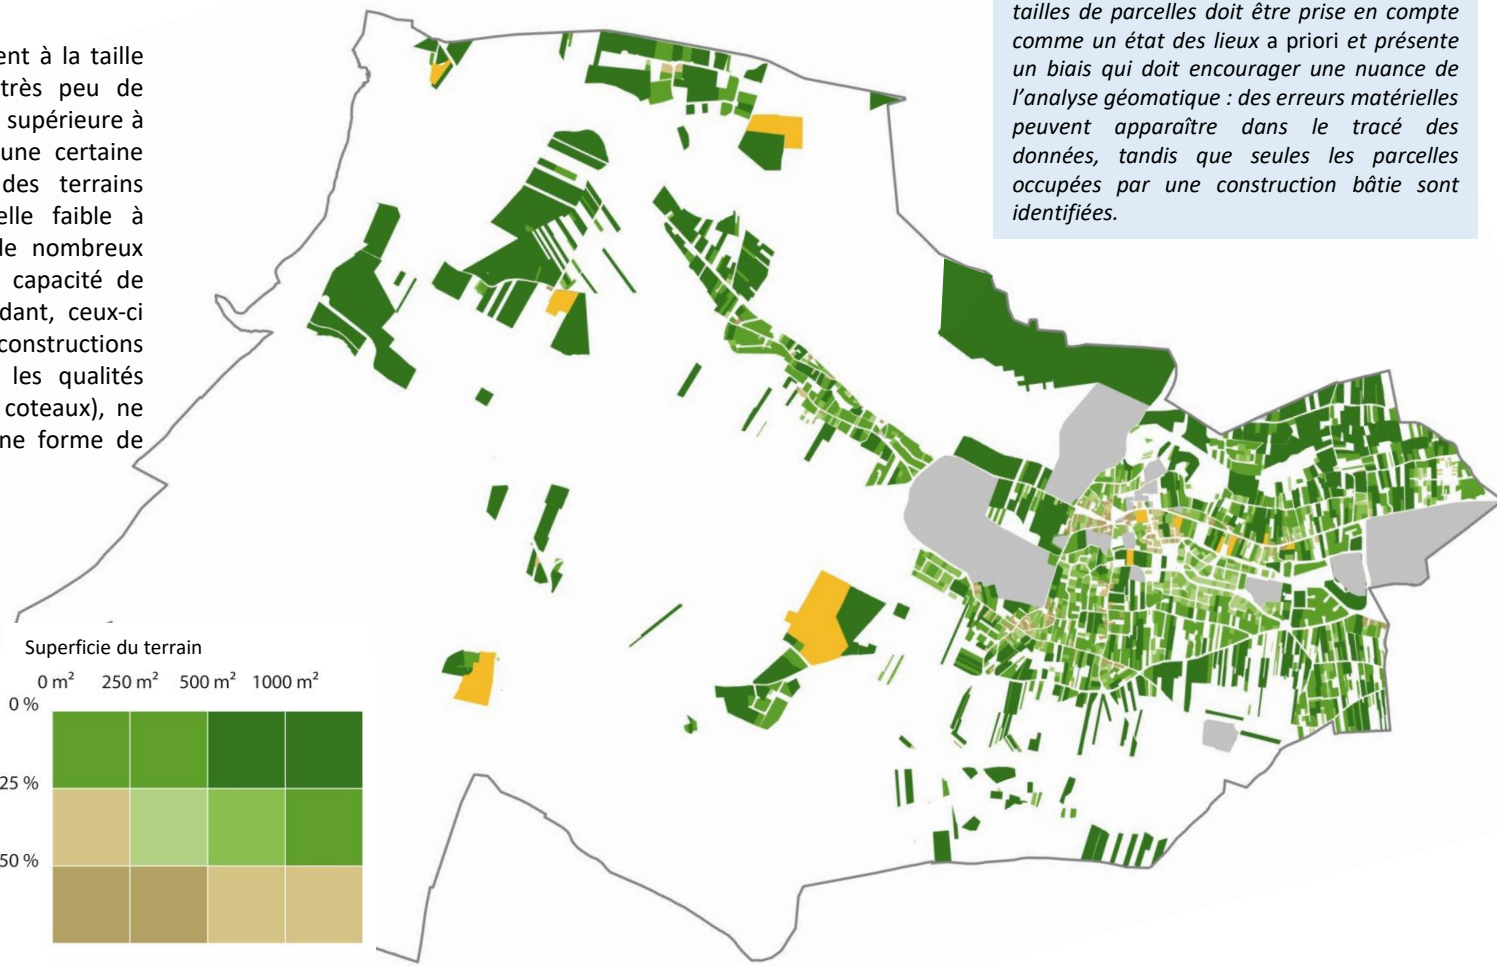 ent à la taille
très peu de
supérieure à
une certaine
des terrains
elle faible à
de nombreux
capacité de
dant, ceux-ci
constructions
les qualités
coteaux), ne
ne forme de
tailles de parcelles doit être prise en compte
comme un état des lieux a priori et présente
un biais qui doit encourager une nuance de
l’analyse géomatique : des erreurs matérielles
peuvent apparaître dans le tracé des
données, tandis que seules les parcelles
occupées par une construction bâtie sont
identifiées.
Superficie du terrain
0 m² 250 m² 500 m² 1000 m²
0 %
25 %
50 %